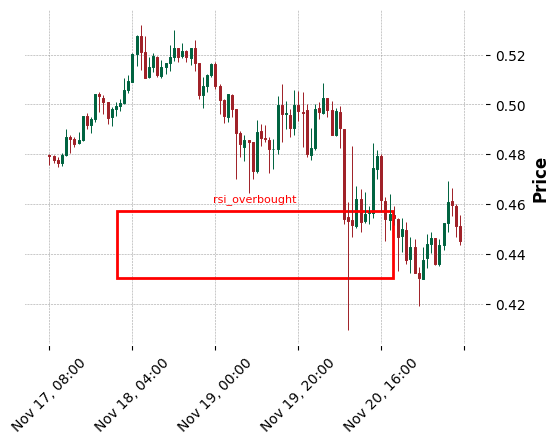 0.52
0.50
0.48
0.46
0.44
0.42
Price
rsi_overbought
Nov 17, 08:00
Nov 18, 04:00
Nov 19, 00:00
Nov 19, 20:00
Nov 20, 16:00